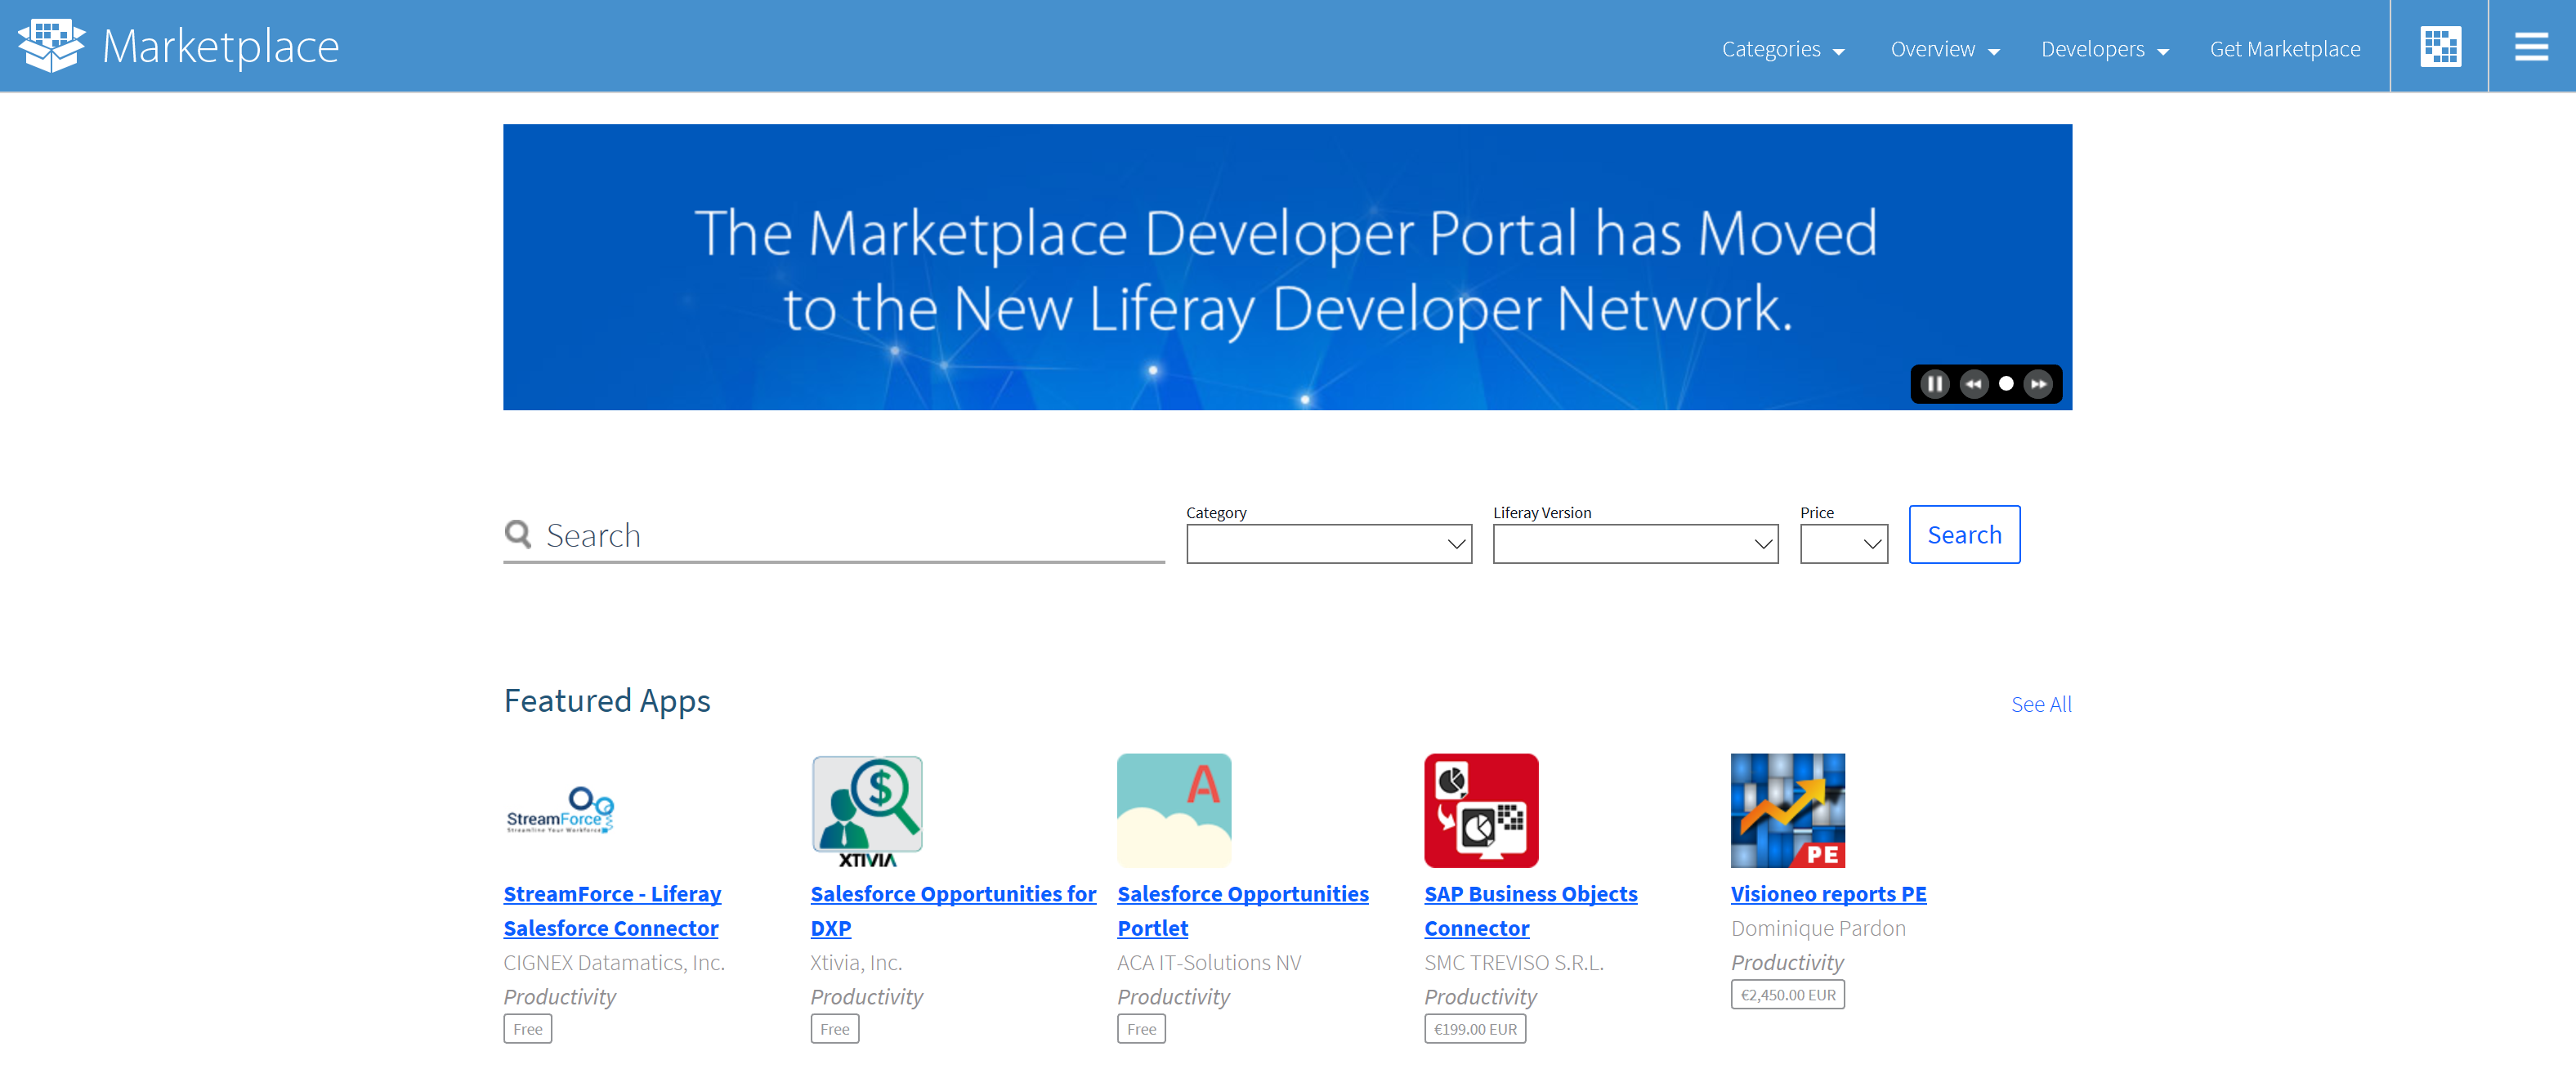 Marketplace
Categories Overview Developers Get Marketplace
The Marketplace Developer Portal has Moved
to the New Liferay Developer Network.
Category Liferay Version Price
Search Search
Featured Apps See All
StreamForce
Streamline Your Workforce
$
XTIVIA
A
PE
StreamForce - Liferay
Salesforce Connector
CIGNEX Datamatics, Inc.
Productivity
Free
Salesforce Opportunities for
DXP
Xtivia, Inc.
Productivity
Free
Salesforce Opportunities
Portlet
ACA IT-Solutions NV
Productivity
Free
SAP Business Objects
Connector
SMC TREVISO S.R.L.
Productivity
€199.00 EUR
Visioneo reports PE
Dominique Pardon
Productivity
€2,450.00 EUR